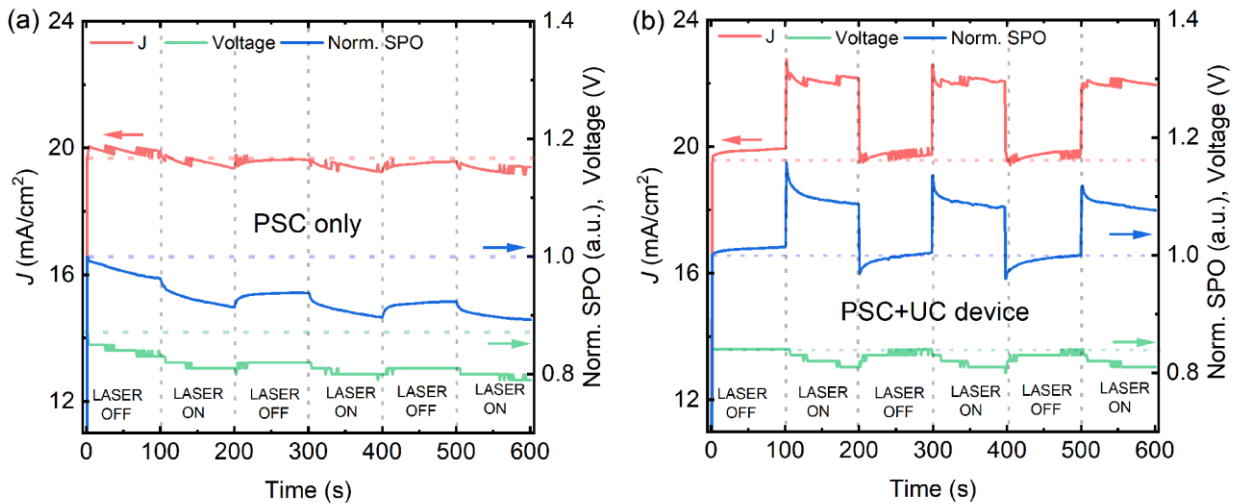 (a)
24
20
16
12
J (mA/cm²)
J Voltage Norm. SPO
PSC only
LASER OFF
LASER ON
LASER OFF
LASER ON
LASER OFF
LASER ON
0 100 200 300 400 500 600
Time (s)
1.4
1.2
1.0
0.8
Norm. SPO (a.u.), Voltage (V)
(b)
24
20
16
12
J (mA/cm²)
J Voltage Norm. SPO
PSC+UC device
LASER OFF
LASER ON
LASER OFF
LASER ON
LASER OFF
LASER ON
0 100 200 300 400 500 600
Time (s)
1.4
1.2
1.0
0.8
Norm. SPO (a.u.), Voltage (V)